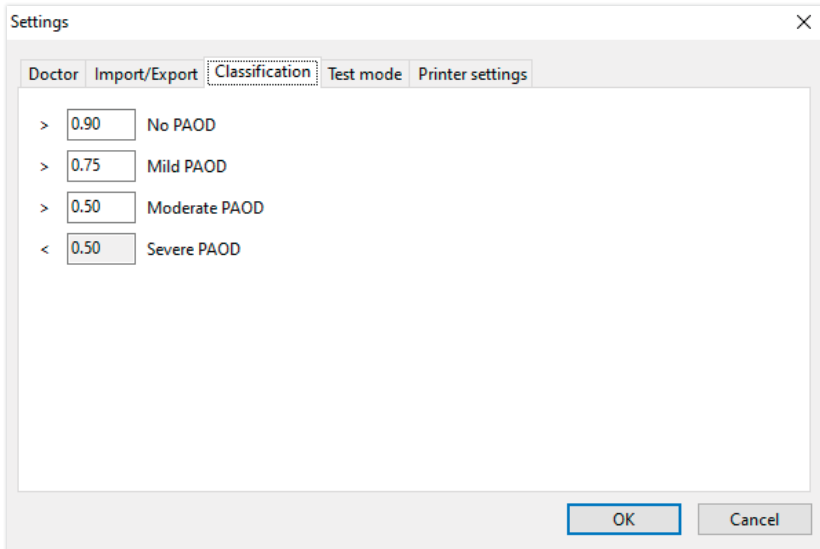 Settings
Doctor Import/Export Classification Test mode Printer settings
> 0.90 No PAOD
> 0.75 Mild PAOD
> 0.50 Moderate PAOD
< 0.50 Severe PAOD
OK Cancel